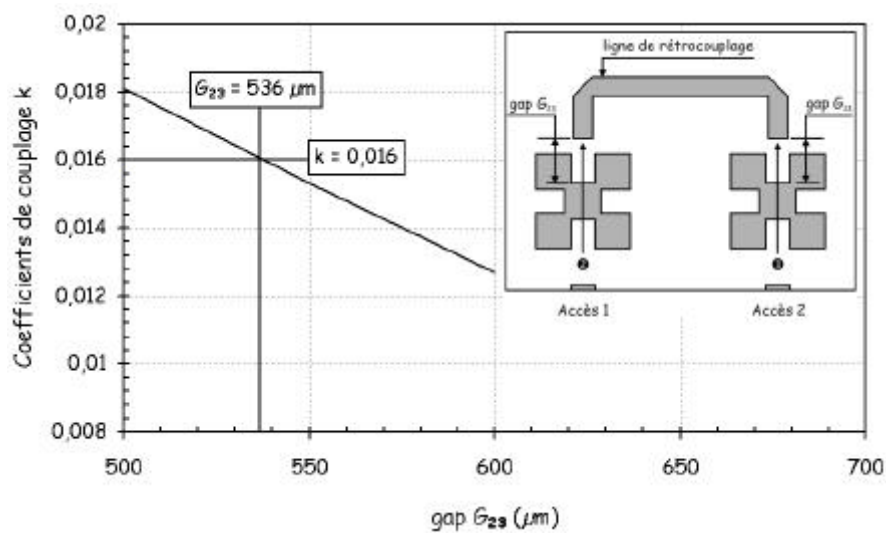 Coefficients de couplage k
0,02
0,018
0,016
0,014
0,012
0,01
0,008
G₂₃ = 536 µm
k = 0,016
ligne de rétrocouplage
gap G₂₃
gap G₂₃
❷
❸
Accès 1
Accès 2
500
550
600
650
700
gap G₂₃ (µm)